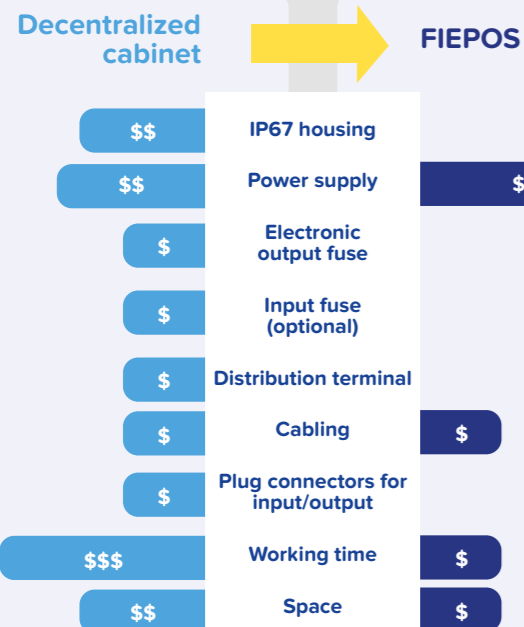 Decentralized
cabinet
FIEPOS
$$
IP67 housing
$$
Power supply
$
Electronic
output fuse
$
Input fuse
(optional)
$
Distribution terminal
$
Cabling
$
$
Plug connectors for
input/output
$$$
Working time
$
$$
Space
$